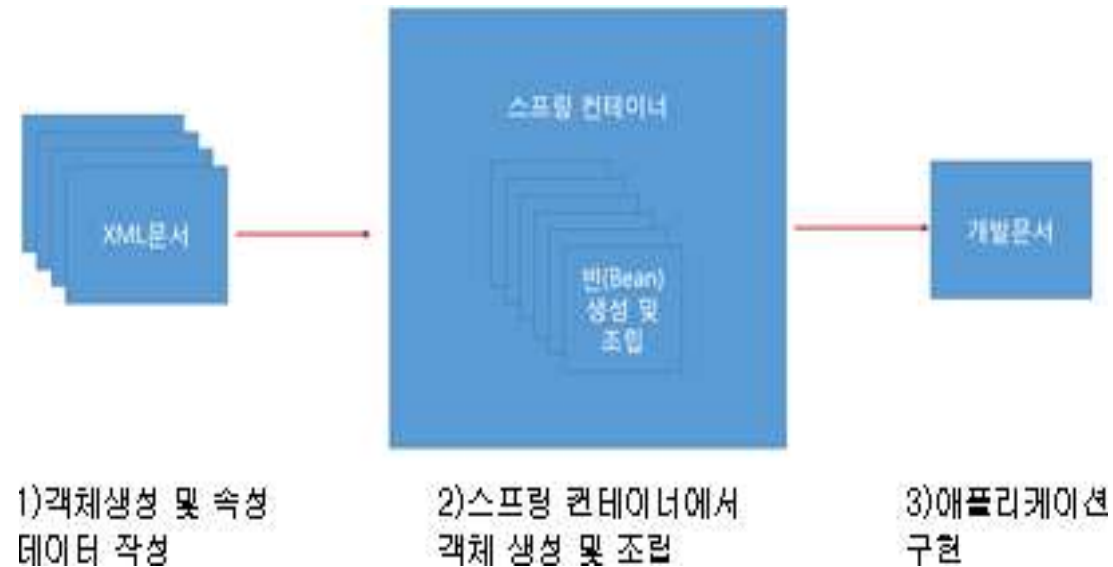 스프링 컨테이너
XML문서
빈(Bean)
생성 및
조립
개발문서
1)객체생성 및 속성
데이터 작성
2)스프링 컨테이너에서
객체 생성 및 조립
3)애플리케이션
구현